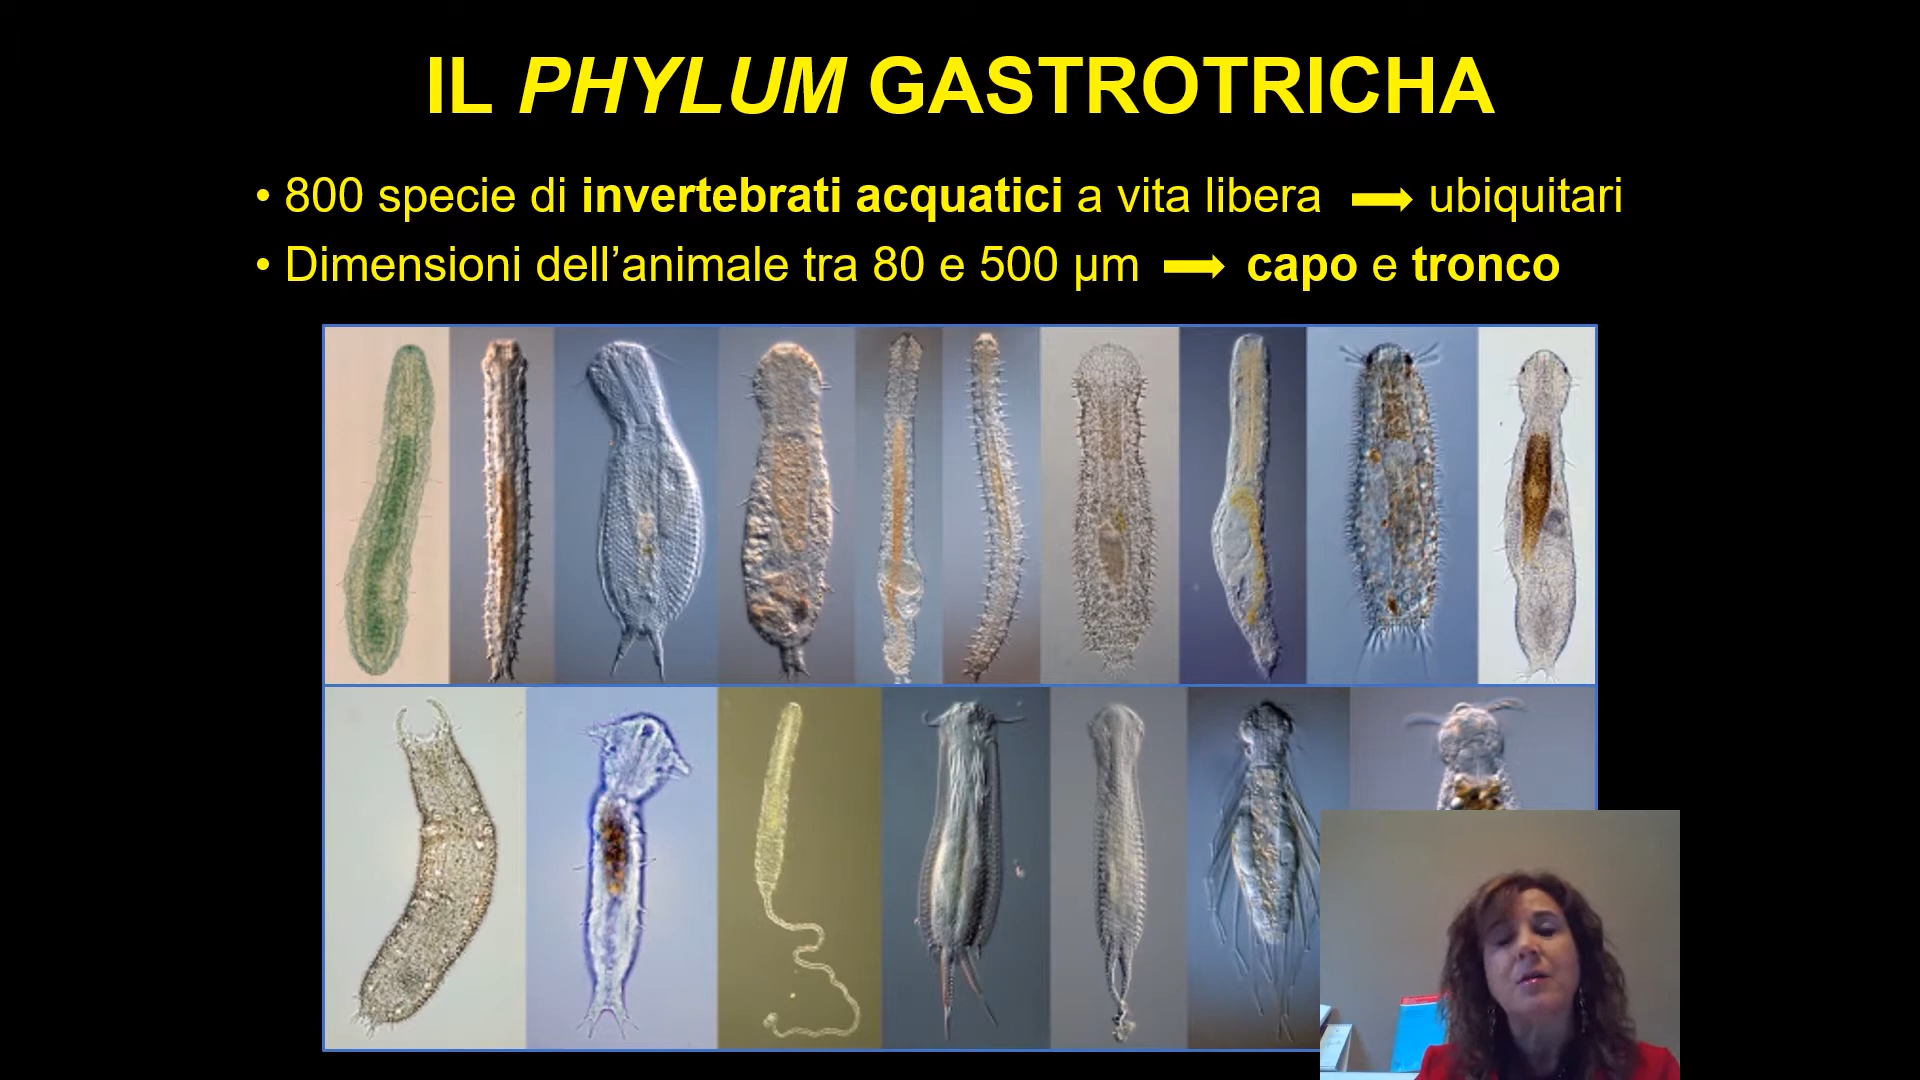 IL PHYLUM GASTROTRICHA
• 800 specie di invertebrati acquatici a vita libera ➡ ubiquitari
• Dimensioni dell'animale tra 80 e 500 µm ➡ capo e tronco